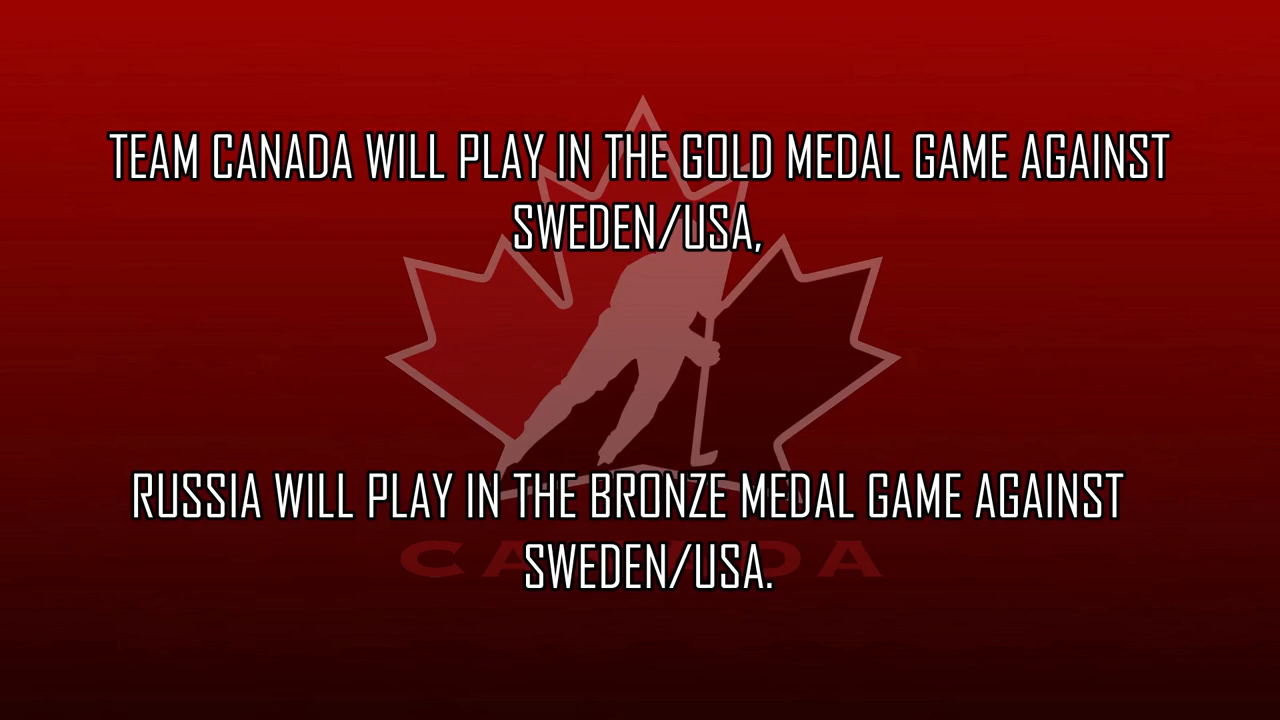 TEAM CANADA WILL PLAY IN THE GOLD MEDAL GAME AGAINST
SWEDEN/USA,
RUSSIA WILL PLAY IN THE BRONZE MEDAL GAME AGAINST
SWEDEN/USA.
CANADA